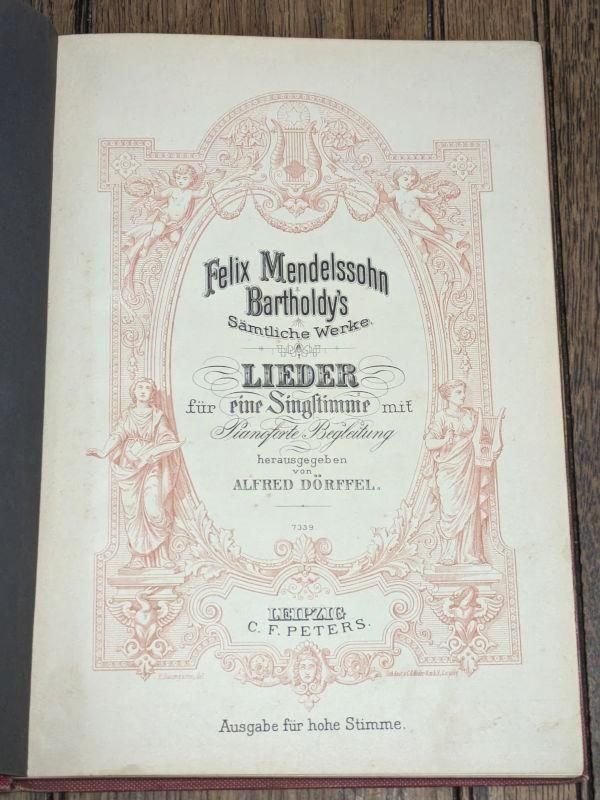 Felix Mendelssohn
Bartholdy's
Sämtliche Werke.
LIEDER
für eine Singstimme mit
Pianoforte Begleitung
herausgegeben
von
ALFRED DÖRFFEL.
7339
LEIPZIG
C. F. PETERS.
Ausgabe für hohe Stimme.